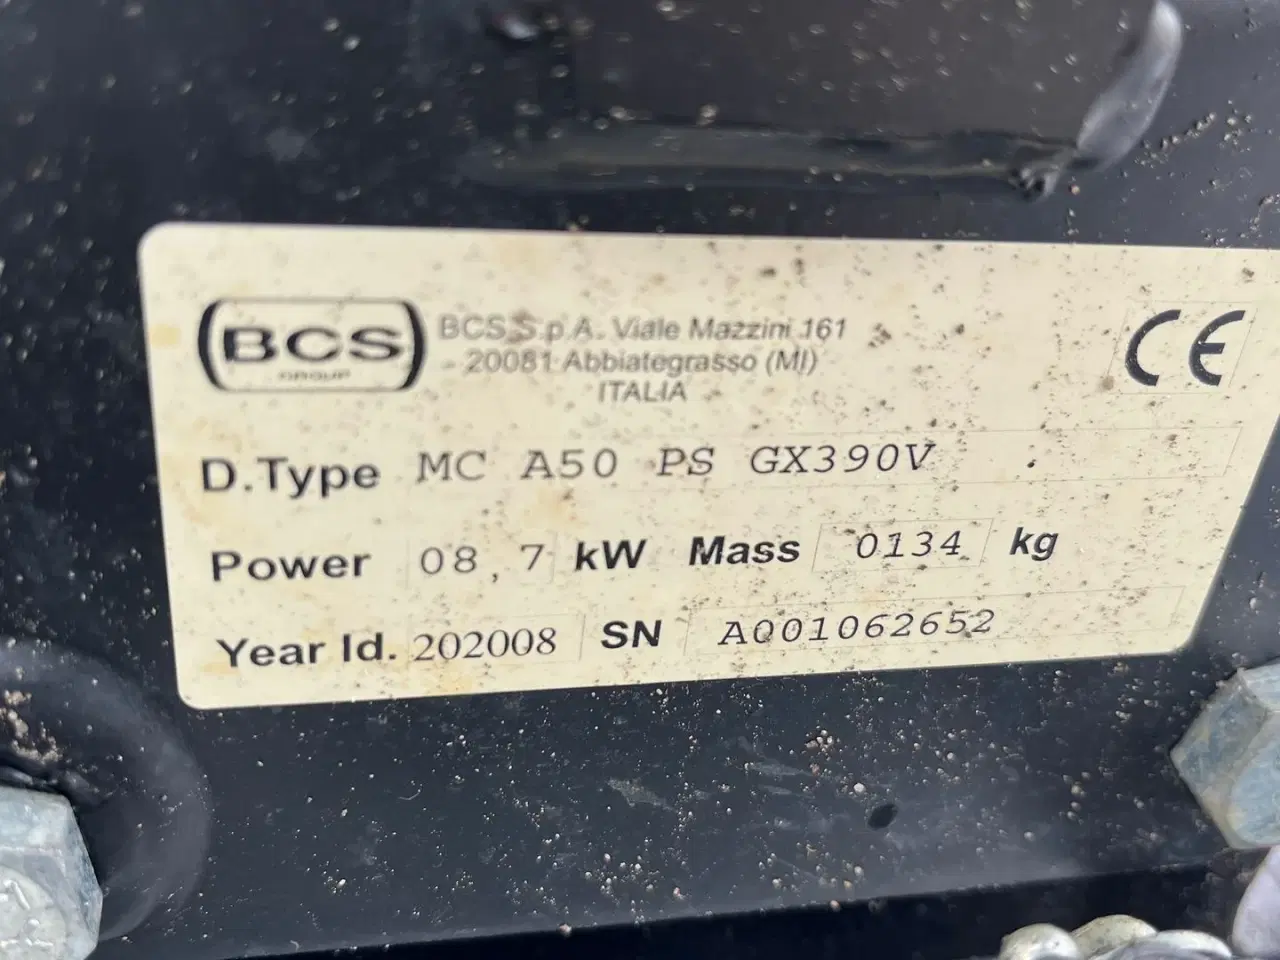 BCS
GROUP
BCS S.p.A. Viale Mazzini 161
- 20081 Abbiategrasso (MI)
ITALIA
CE
D.Type MC A50 PS GX390V
Power 08,7 kW Mass 0134 kg
Year Id. 202008 SN A001062652